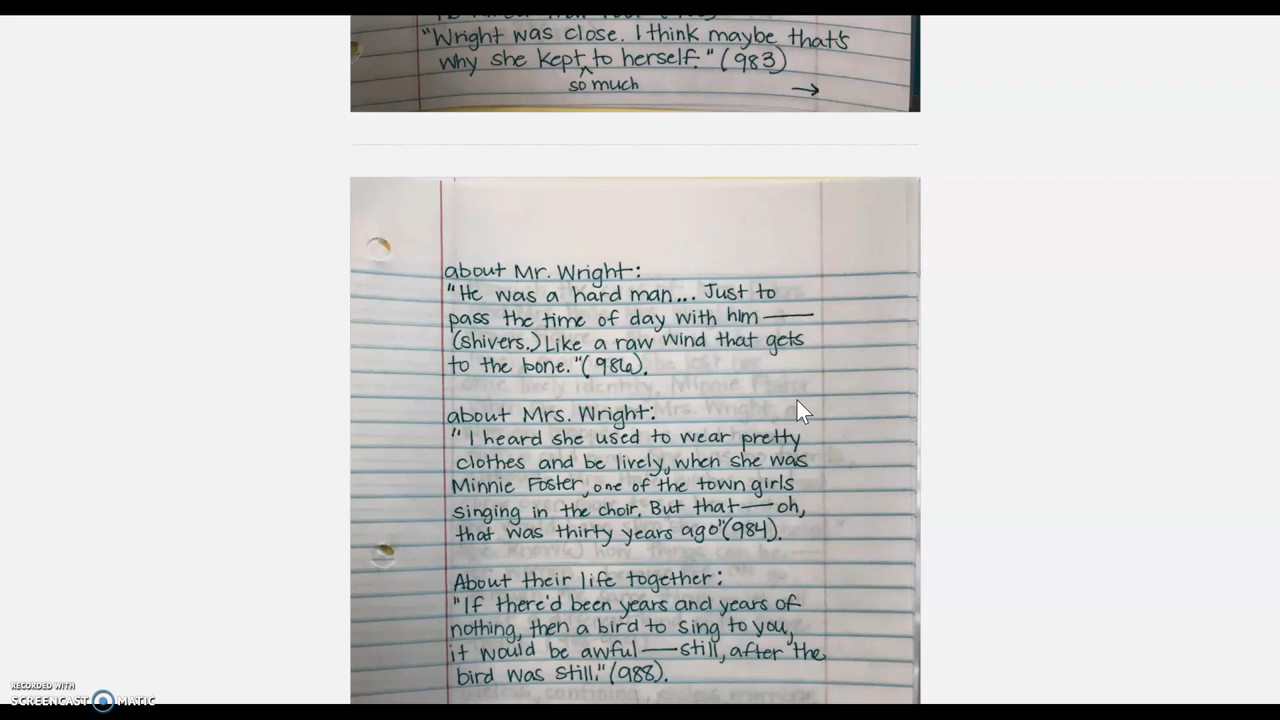 "Wright was close. I think maybe that's
why she kept to herself." (983)
so much →
about Mr. Wright:
"He was a hard man... Just to
pass the time of day with him —
(shivers.) Like a raw wind that gets
to the bone." (986).
about Mrs. Wright:
"I heard she used to wear pretty
clothes and be lively, when she was
Minnie Foster, one of the town girls
singing in the choir. But that — oh,
that was thirty years ago" (984).
About their life together:
"If there'd been years and years of
nothing, then a bird to sing to you,
it would be awful — still, after the
bird was still." (988).
RECORDED WITH
SCREENCAST MATIC